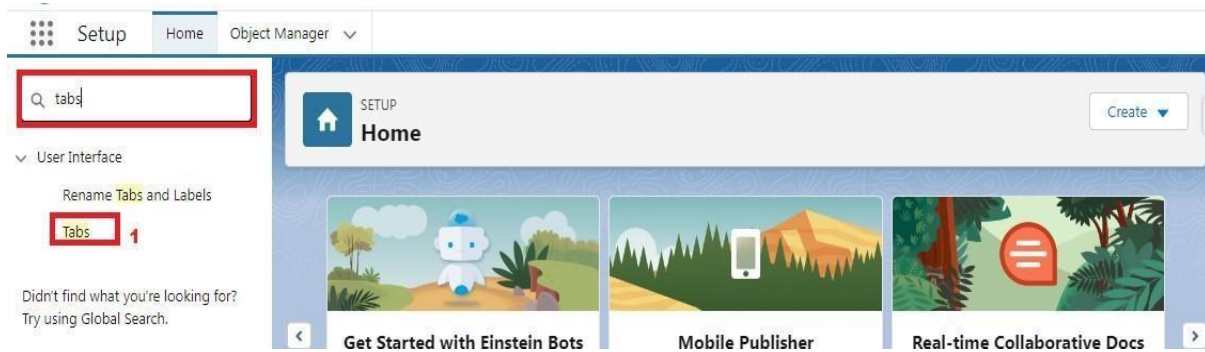 Setup
Home
Object Manager
tabs
User Interface
Rename Tabs and Labels
Tabs
1
Didn't find what you're looking for?
Try using Global Search.
SETUP
Home
Create
Get Started with Einstein Bots
Mobile Publisher
Real-time Collaborative Docs